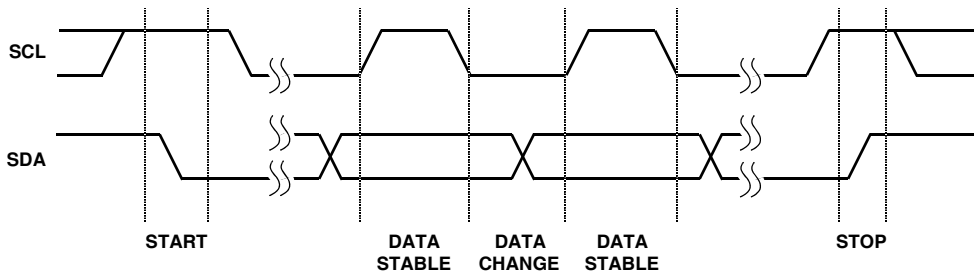 SCL
SDA
START
DATA STABLE
DATA CHANGE
DATA STABLE
STOP